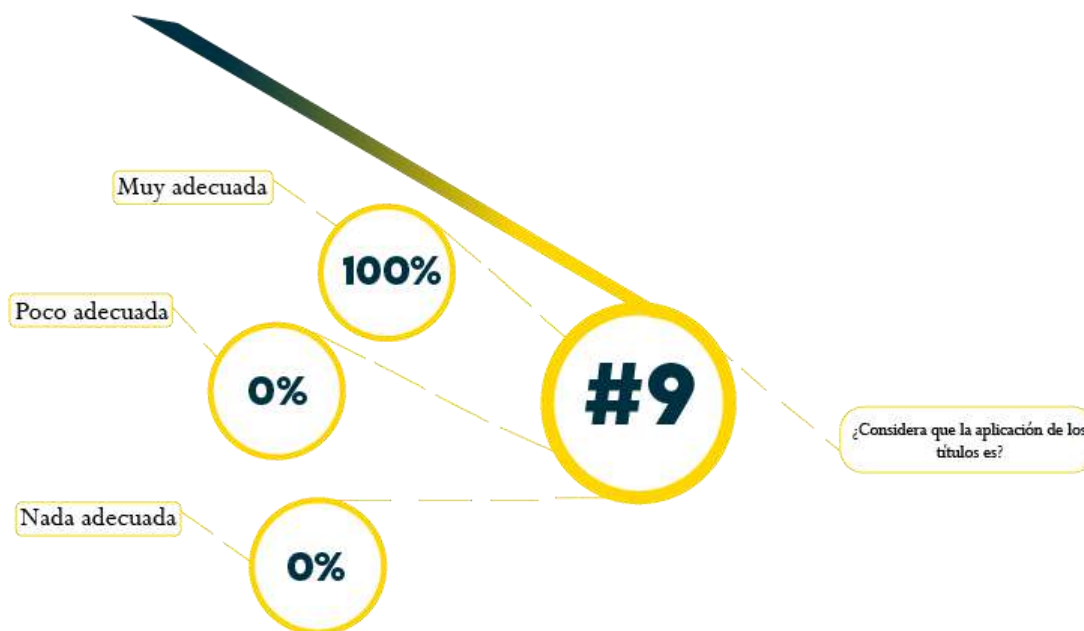 Muy adecuada
100%
Poco adecuada
0%
#9
¿Considera que la aplicación de los
títulos es?
Nada adecuada
0%